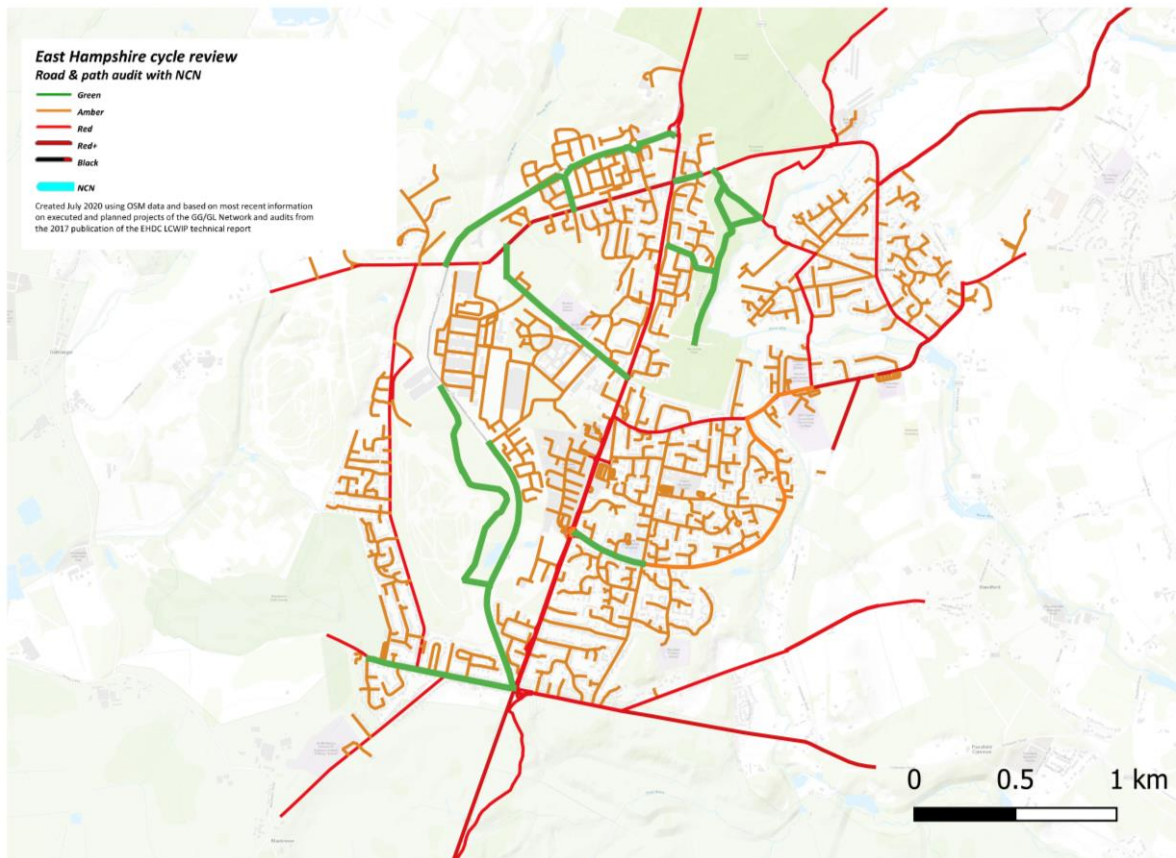 East Hampshire cycle review
Road & path audit with NCN
Green
Amber
Red
Red+
Black
NCN
Created July 2020 using OSM data and based on most recent information
on executed and planned projects of the GG/GL Network and audits from
the 2017 publication of the EHDC LCWIP technical report
0 0.5 1 km